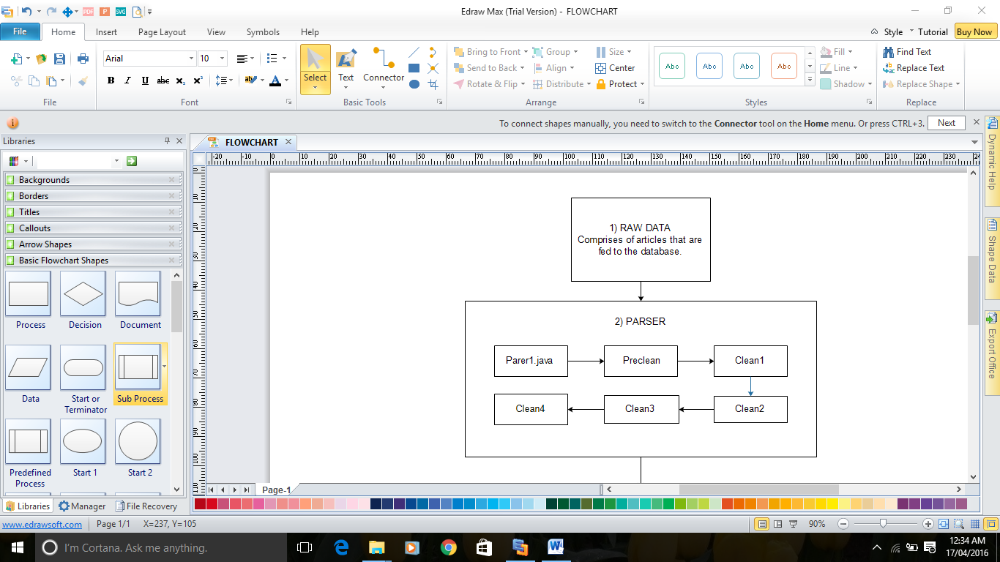 Edraw Max (Trial Version) - FLOWCHART
File Home Insert Page Layout View Symbols Help Style Tutorial Buy Now
Arial 10
B I U abc x₂ x²
Select Text Connector
Bring to Front Group Size
Send to Back Align Center
Rotate & Flip Distribute Protect
Abc Abc Abc Abc
Fill Line Shadow
Find Text
Replace Text
Replace Shape
File Font Basic Tools Arrange Styles Replace
To connect shapes manually, you need to switch to the Connector tool on the Home menu. Or press CTRL+3. Next
Libraries
FLOWCHART
-20 -10 0 10 20 30 40 50 60 70 80 90 100 110 120 130 140 150 160 170 180 190 200 210 220 230
Backgrounds
Borders
Titles
Callouts
Arrow Shapes
Basic Flowchart Shapes
Process Decision Document
Data Start or Terminator Sub Process
Predefined Process Start 1 Start 2
1) RAW DATA
Comprises of articles that are
fed to the database.
2) PARSER
Parer1.java Preclean Clean1
Clean4 Clean3 Clean2
Dynamic Help
Shape Data
Export Office
Page-1
Libraries Manager File Recovery
www.edrawsoft.com Page 1/1 X=237, Y=105 90%
I'm Cortana. Ask me anything.
12:34 AM
17/04/2016